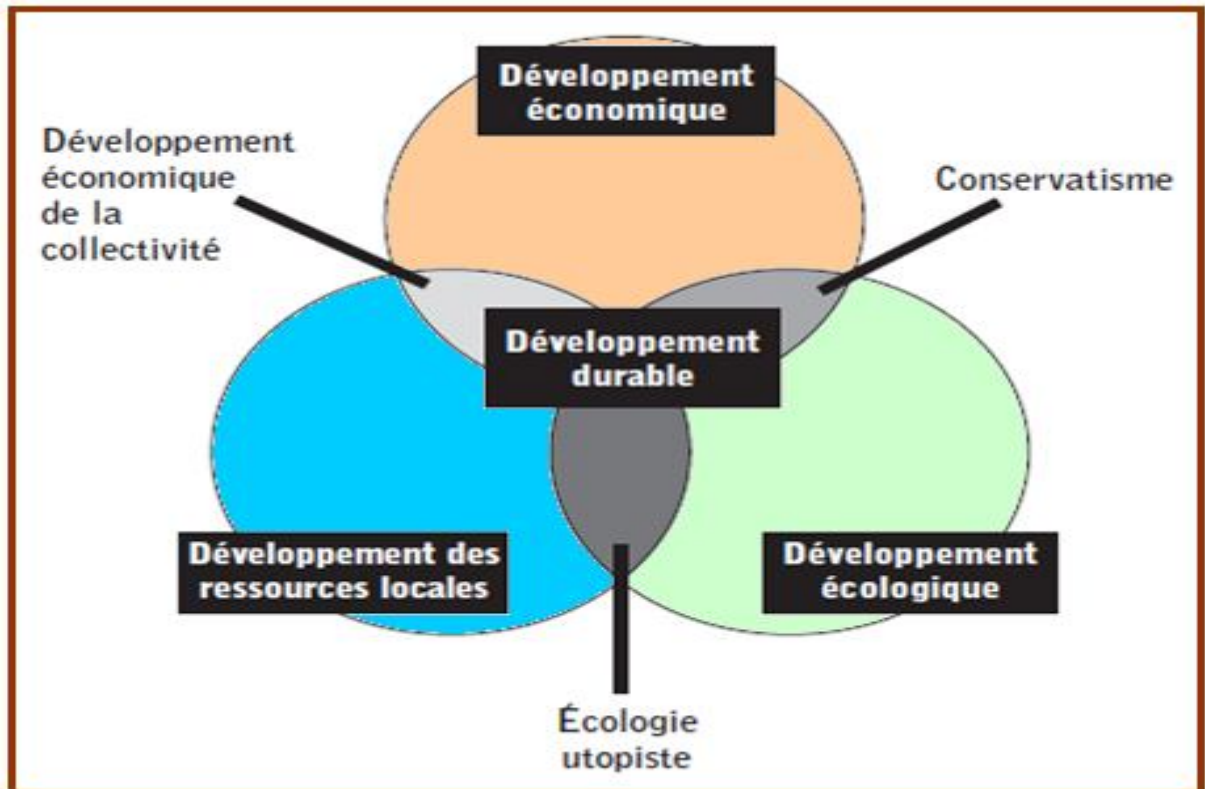 Développement
économique
Développement
économique
de la
collectivité
Conservatisme
Développement
durable
Développement des
ressources locales
Développement
écologique
Écologie
utopiste